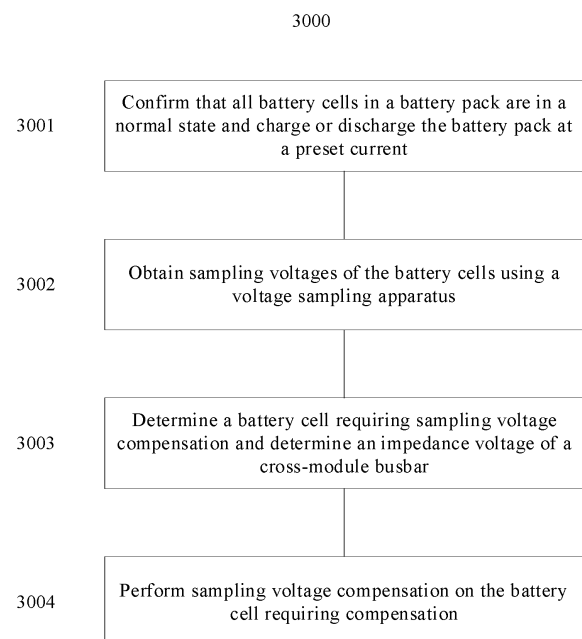 3000
3001
Confirm that all battery cells in a battery pack are in a
normal state and charge or discharge the battery pack at
a preset current
3002
Obtain sampling voltages of the battery cells using a
voltage sampling apparatus
3003
Determine a battery cell requiring sampling voltage
compensation and determine an impedance voltage of a
cross-module busbar
3004
Perform sampling voltage compensation on the battery
cell requiring compensation